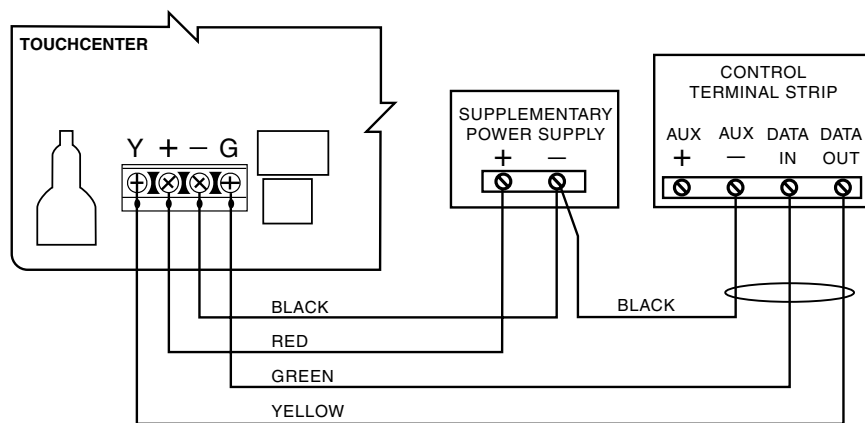 TOUCHCENTER
Y + – G
SUPPLEMENTARY
POWER SUPPLY
+ –
CONTROL
TERMINAL STRIP
AUX AUX DATA DATA
+ – IN OUT
BLACK
BLACK
RED
GREEN
YELLOW